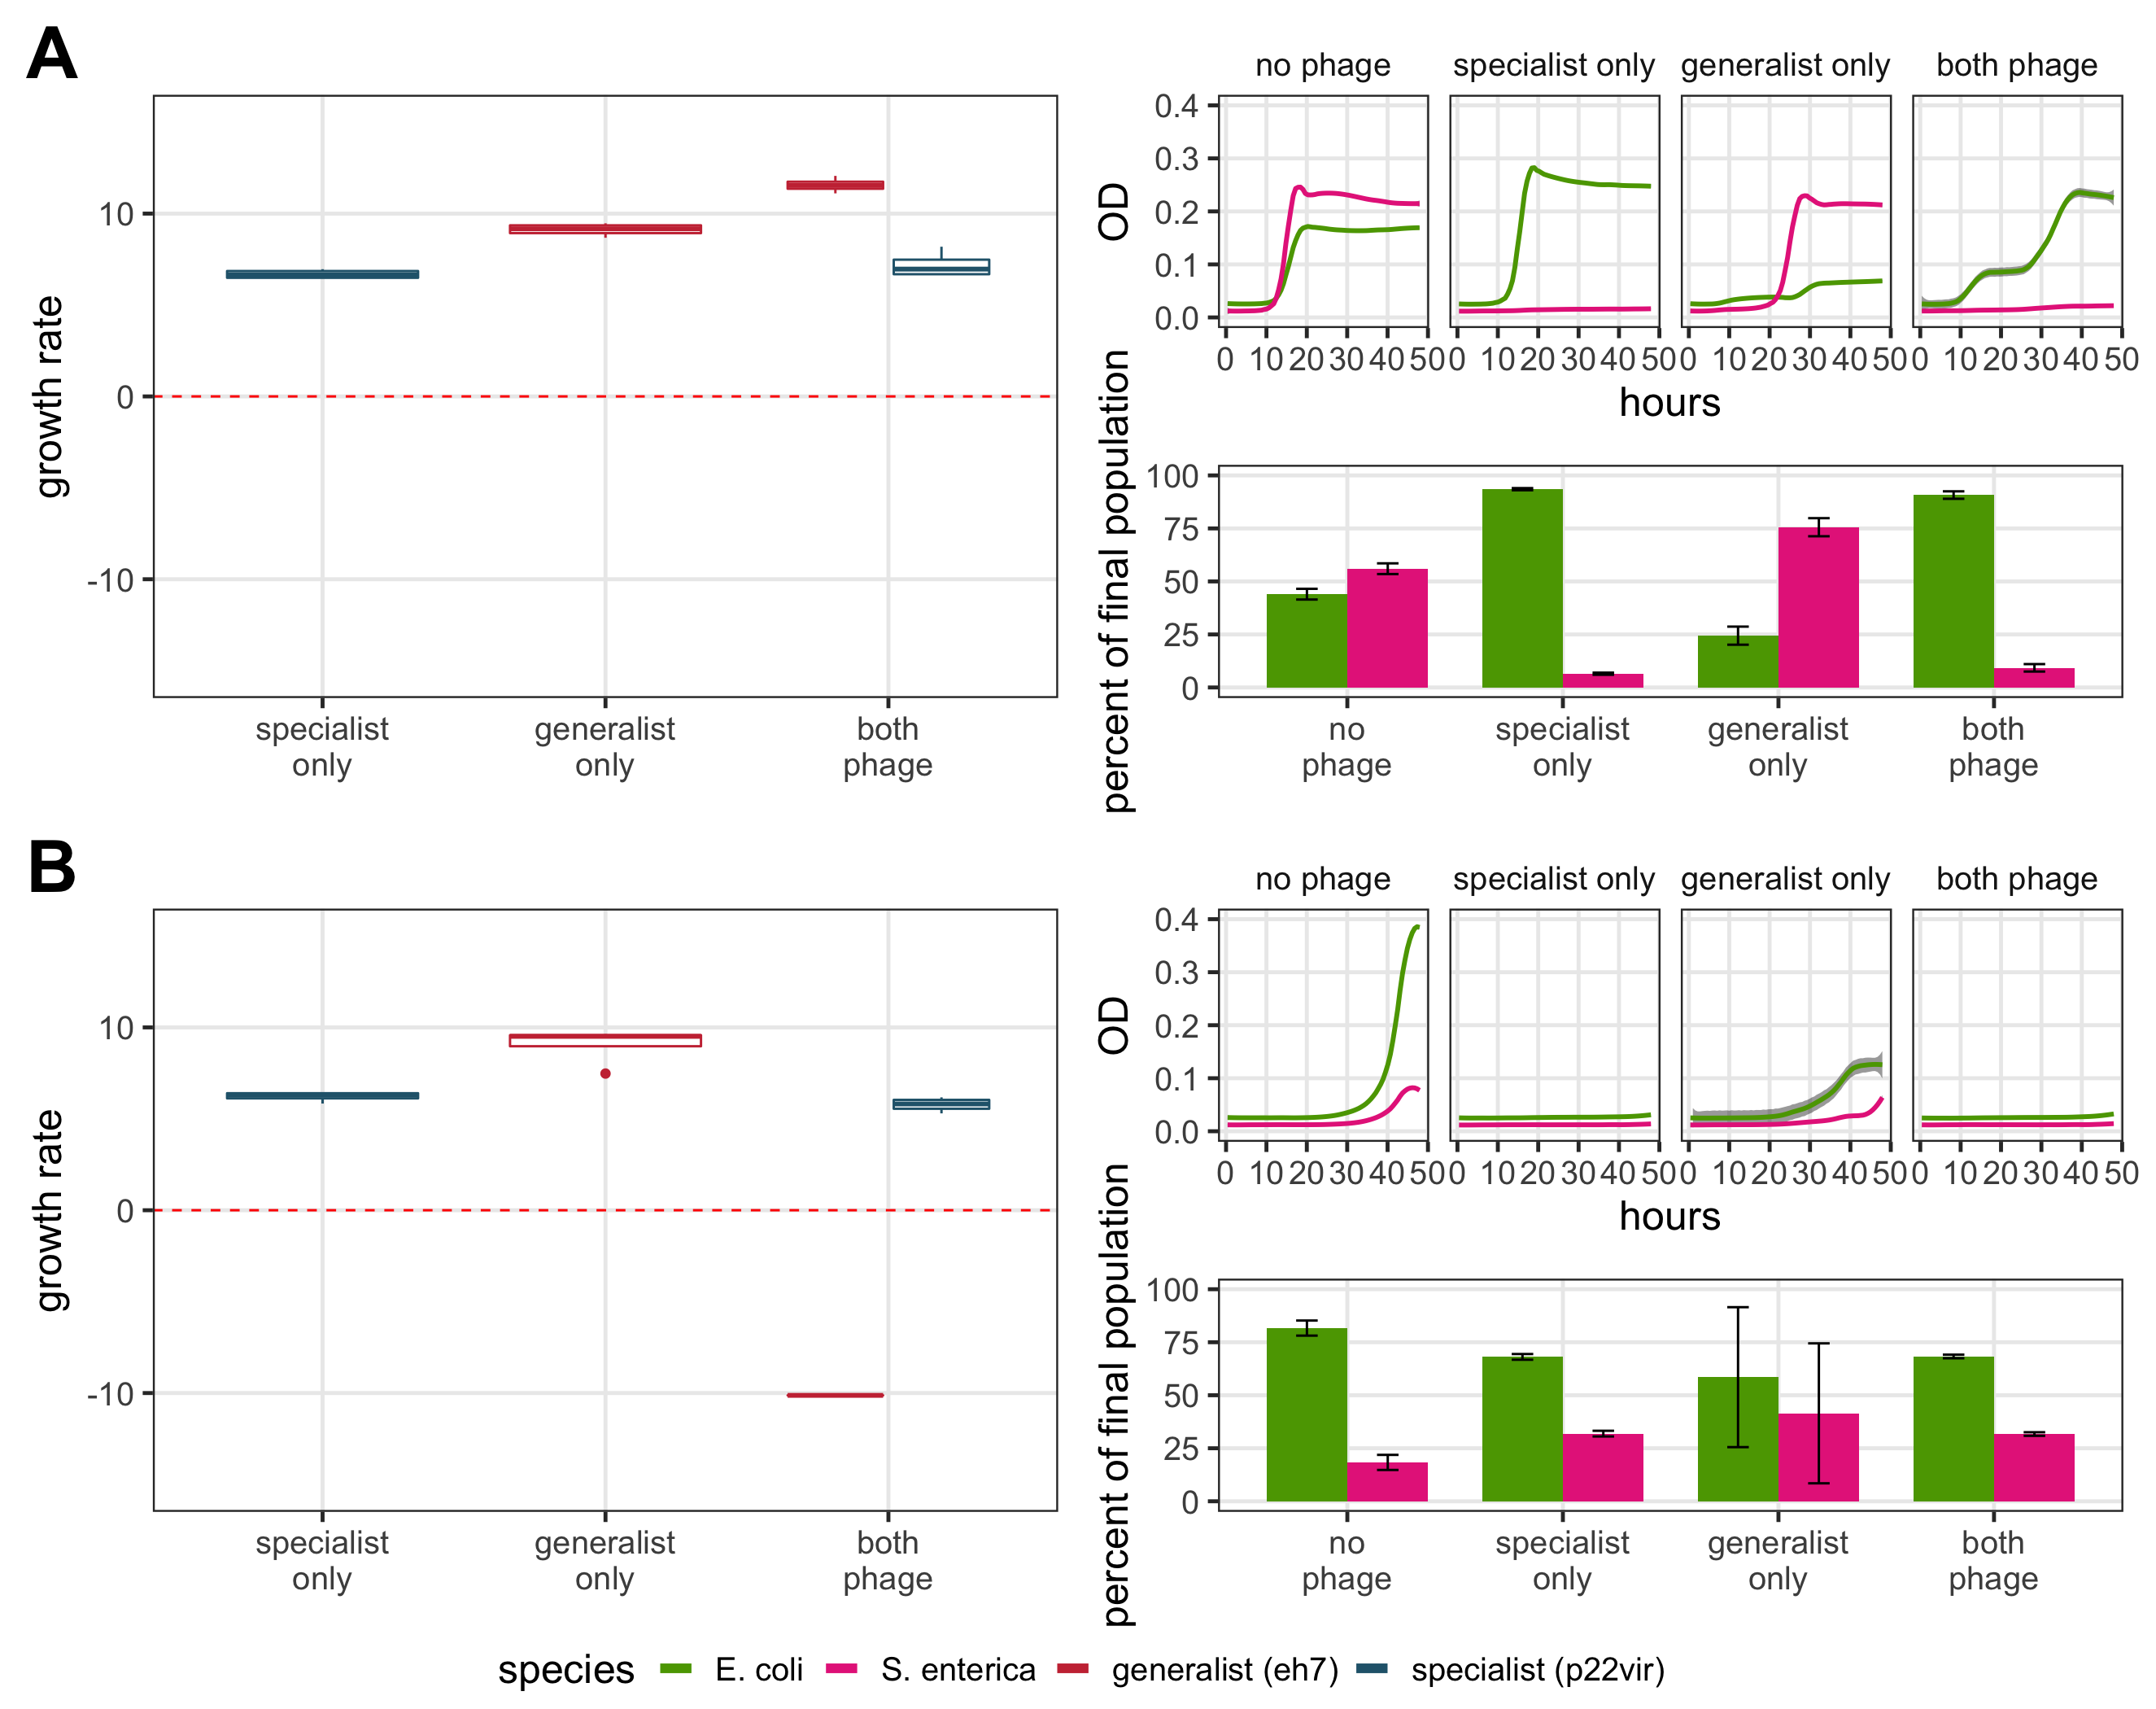 A
growth rate
10
0
-10
specialist only
generalist only
both phage
no phage
specialist only
generalist only
both phage
OD
0.4
0.3
0.2
0.1
0.0
0 10 20 30 40 50
0 10 20 30 40 50
0 10 20 30 40 50
0 10 20 30 40 50
hours
percent of final population
100
75
50
25
0
no phage
specialist only
generalist only
both phage
B
growth rate
10
0
-10
specialist only
generalist only
both phage
no phage
specialist only
generalist only
both phage
OD
0.4
0.3
0.2
0.1
0.0
0 10 20 30 40 50
0 10 20 30 40 50
0 10 20 30 40 50
0 10 20 30 40 50
hours
percent of final population
100
75
50
25
0
no phage
specialist only
generalist only
both phage
species E. coli S. enterica generalist (eh7) specialist (p22vir)